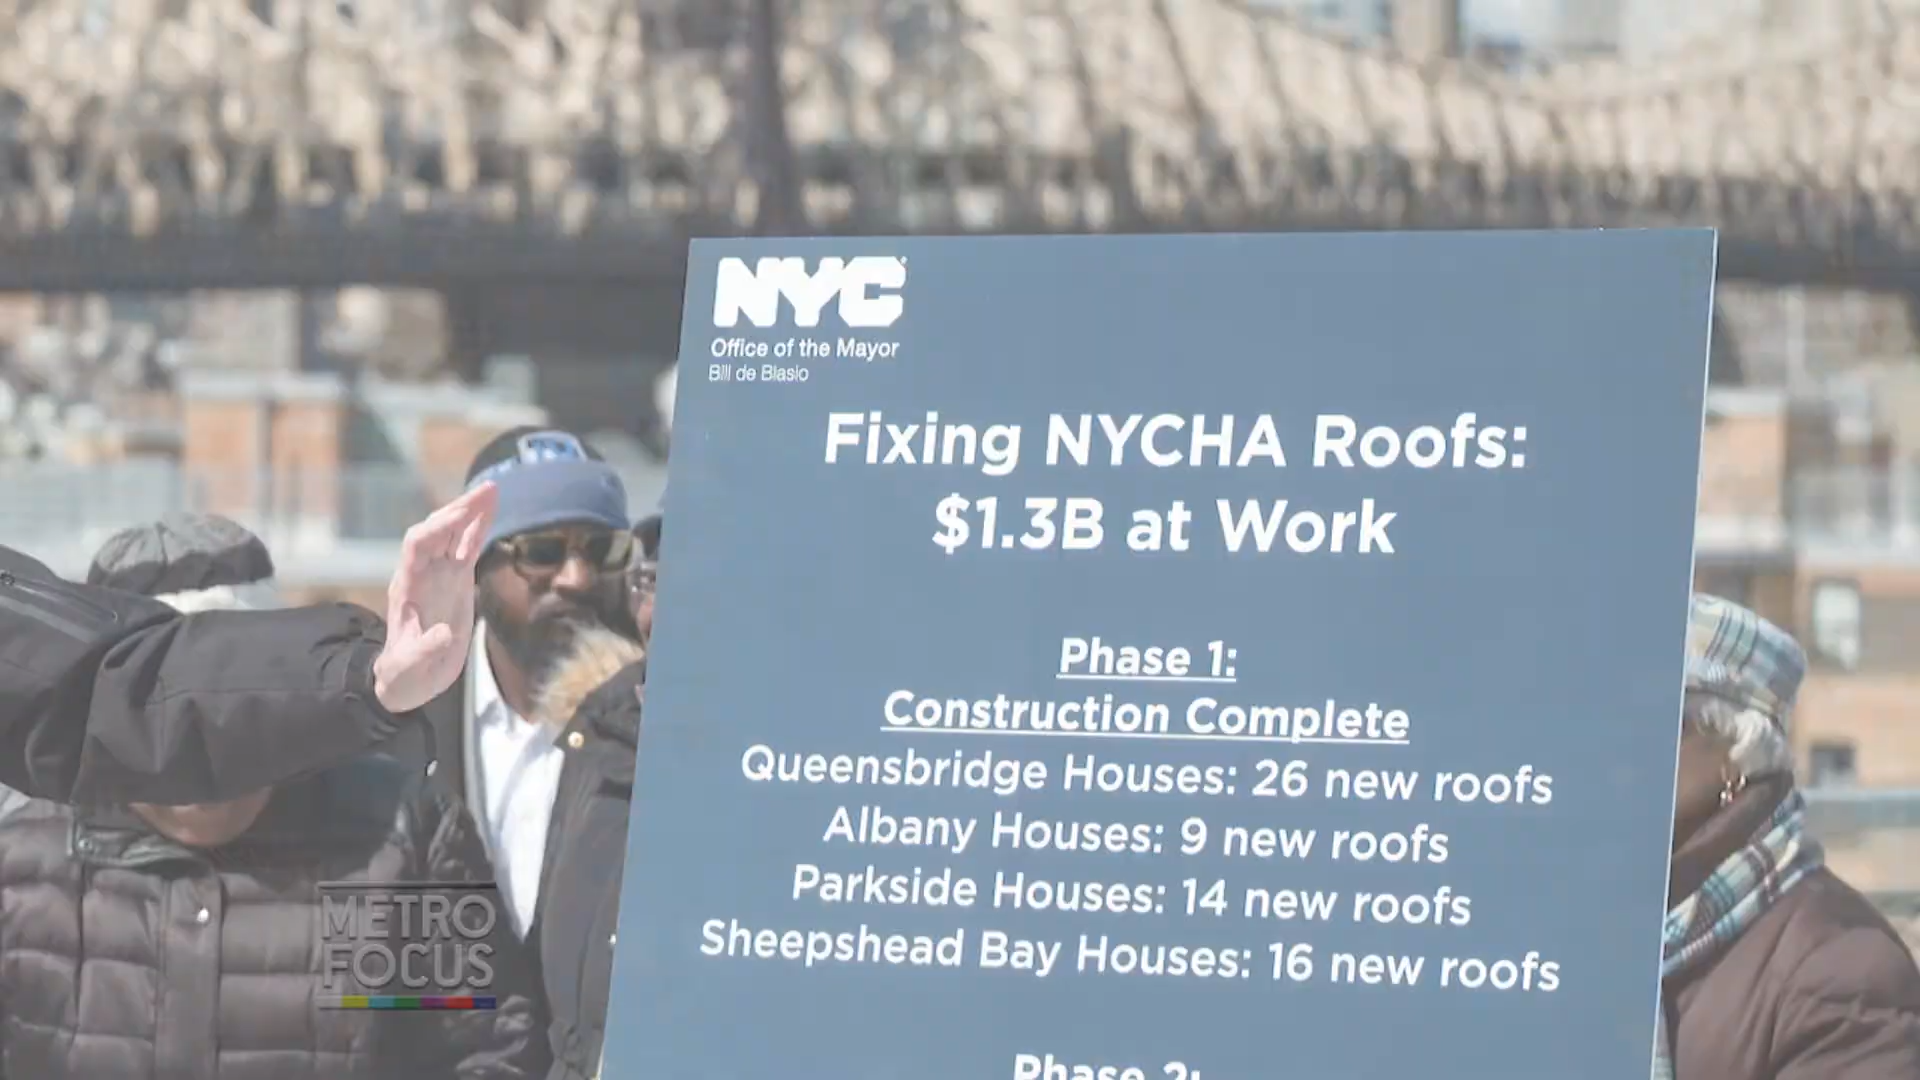 NYC
Office of the Mayor
Bill de Blasio
Fixing NYCHA Roofs:
$1.3B at Work
Phase 1:
Construction Complete
Queensbridge Houses: 26 new roofs
Albany Houses: 9 new roofs
Parkside Houses: 14 new roofs
Sheepshead Bay Houses: 16 new roofs
Phase 2:
METRO
FOCUS